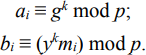 aᵢ ≡ gᵏ mod p;
bᵢ ≡ (yᵏmᵢ) mod p.